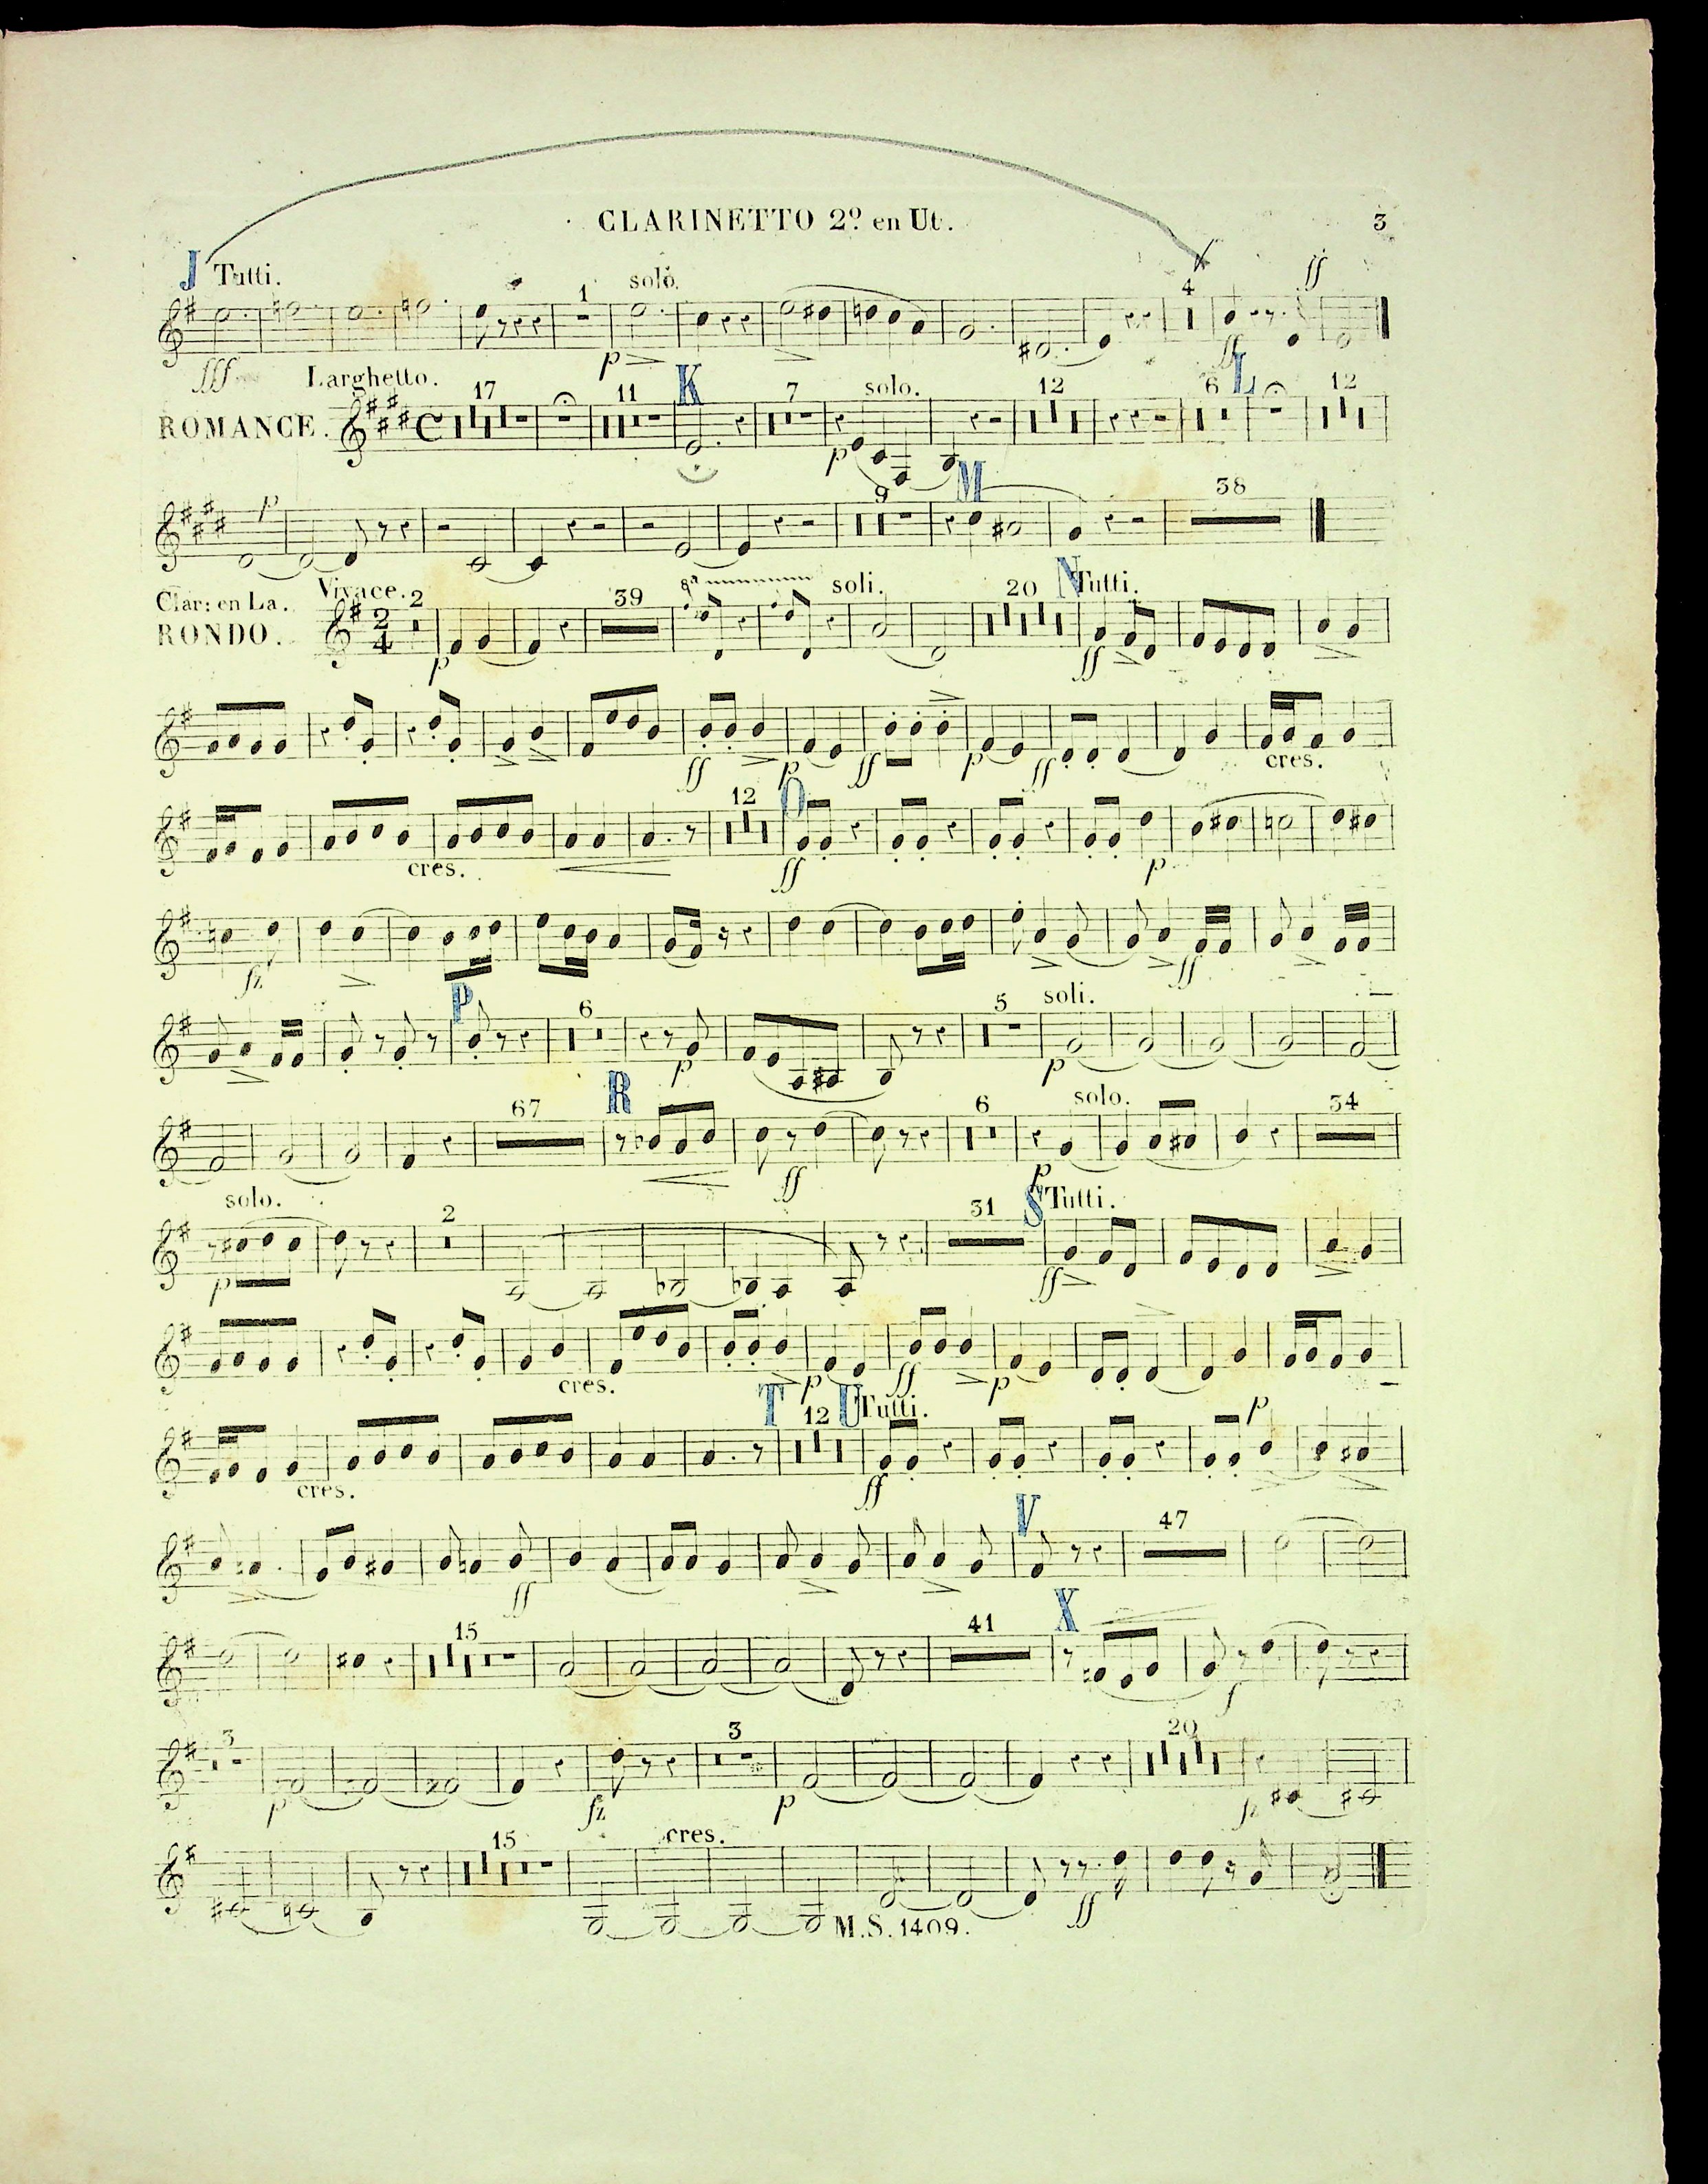 CLARINETTO 2º. en Ut.
3
J Tutti.
1
solo.
4
ff
fff
p
ff
Larghetto.
ROMANCE.
17
11
K
7
solo.
12
6
L
12
p
p
9
M
38
Clar: en La.
Vivace.
RONDO.
2
4
2
39
8ª
soli.
20
N Tutti.
p
ff
ff
p
ff
p
ff
cres.
12
O
cres.
ff
p
fz
ff
P
6
5
soli.
p
p
67
R
6
solo.
34
ff
p
solo.
2
31
S Tutti.
p
ff
cres.
p
ff
p
T
12
U Tutti.
p
cres.
ff
V
47
ff
15
41
X
f
3
3
20
p
fz
p
15
cres.
ff
M.S. 1409.